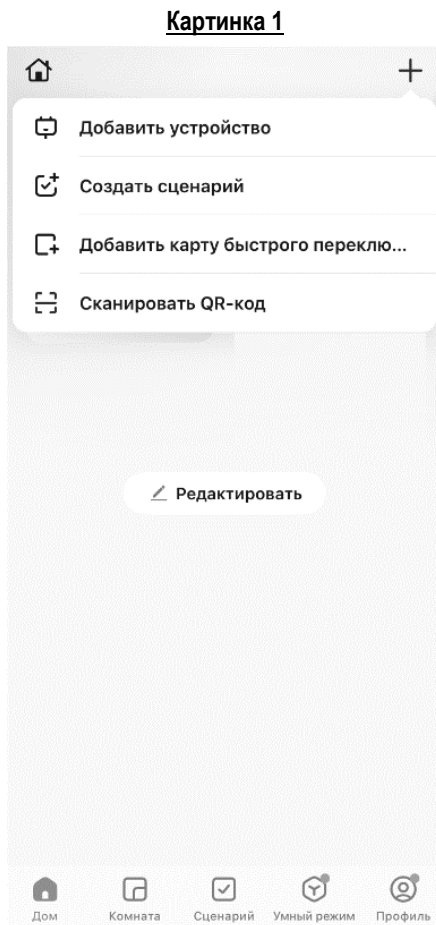 Картинка 1
Добавить устройство
Создать сценарий
Добавить карту быстрого переклю...
Сканировать QR-код
Редактировать
Дом
Комната
Сценарий
Умный режим
Профиль